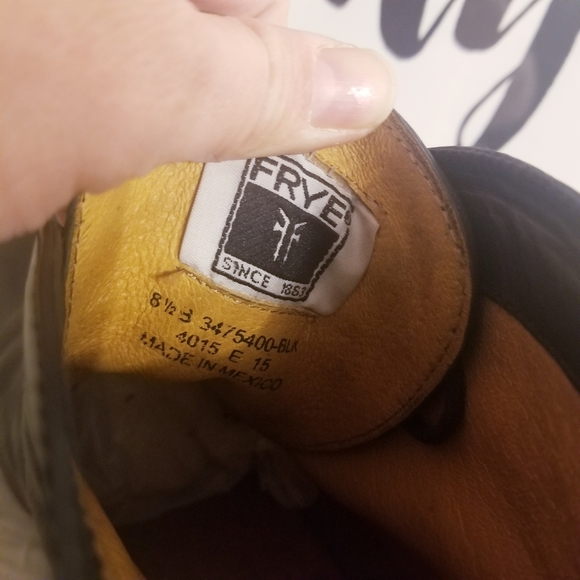 FRYE®
SINCE 1863
8 ½ B 3475400-BLK
4015 E 15
MADE IN MEXICO